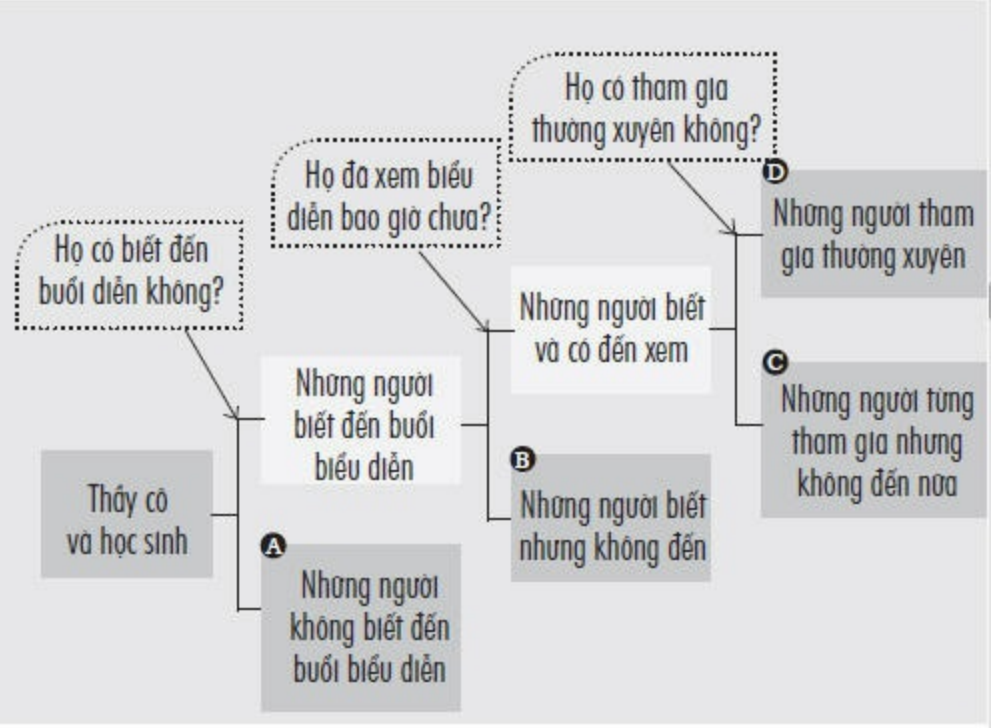 Họ có tham gia
thường xuyên không?
Họ đã xem biểu
diễn bao giờ chưa?
Họ có biết đến
buổi diễn không?
D
Những người tham
gia thường xuyên
Những người biết
và có đến xem
C
Những người từng
tham gia nhưng
không đến nữa
Những người
biết đến buổi
biểu diễn
B
Những người biết
nhưng không đến
Thầy cô
và học sinh
A
Những người
không biết đến
buổi biểu diễn